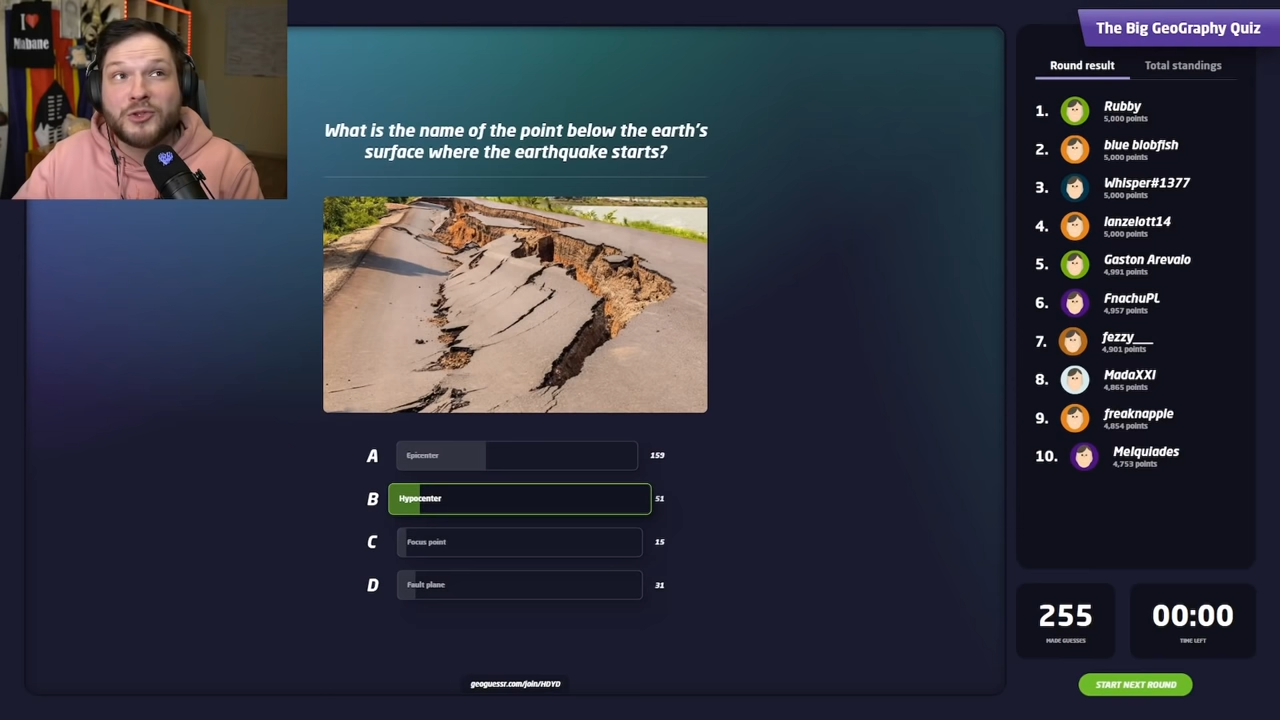 I ❤
Nabane
The Big GeoGraphy Quiz
Round result
Total standings
What is the name of the point below the earth's
surface where the earthquake starts?
A
Epicenter
159
B
Hypocenter
51
C
Focus point
15
D
Fault plane
31
geoguessr.com/join/HDYD
1.
Rubby
5,000 points
2.
blue blobfish
5,000 points
3.
Whisper#1377
5,000 points
4.
lanzelott14
5,000 points
5.
Gaston Arevalo
4,991 points
6.
FnachuPL
4,957 points
7.
fezzy___
4,901 points
8.
MadaXXI
4,865 points
9.
freaknapple
4,854 points
10.
Melquiades
4,753 points
255
MADE GUESSES
00:00
TIME LEFT
START NEXT ROUND